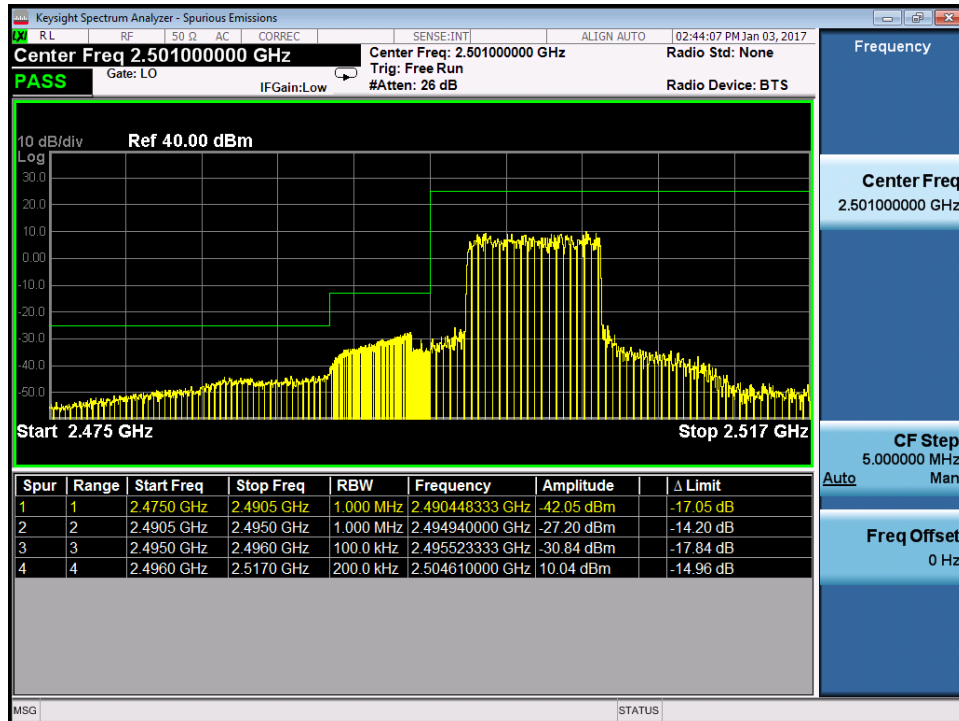 Keysight Spectrum Analyzer - Spurious Emissions
LXI RL RF 50 Ω AC CORREC SENSE:INT ALIGN AUTO 02:44:07 PM Jan 03, 2017
Center Freq 2.501000000 GHz Center Freq: 2.501000000 GHz Radio Std: None
PASS Gate: LO Trig: Free Run
IFGain:Low #Atten: 26 dB Radio Device: BTS
10 dB/div Ref 40.00 dBm
Log
30.0
20.0
10.0
0.00
-10.0
-20.0
-30.0
-40.0
-50.0
Start 2.475 GHz Stop 2.517 GHz
Spur Range Start Freq Stop Freq RBW Frequency Amplitude Δ Limit
1 1 2.4750 GHz 2.4905 GHz 1.000 MHz 2.490448333 GHz -42.05 dBm -17.05 dB
2 2 2.4905 GHz 2.4950 GHz 1.000 MHz 2.494940000 GHz -27.20 dBm -14.20 dB
3 3 2.4950 GHz 2.4960 GHz 100.0 kHz 2.495523333 GHz -30.84 dBm -17.84 dB
4 4 2.4960 GHz 2.5170 GHz 200.0 kHz 2.504610000 GHz 10.04 dBm -14.96 dB
MSG STATUS
Frequency
Center Freq
2.501000000 GHz
CF Step
5.000000 MHz
Auto Man
Freq Offset
0 Hz